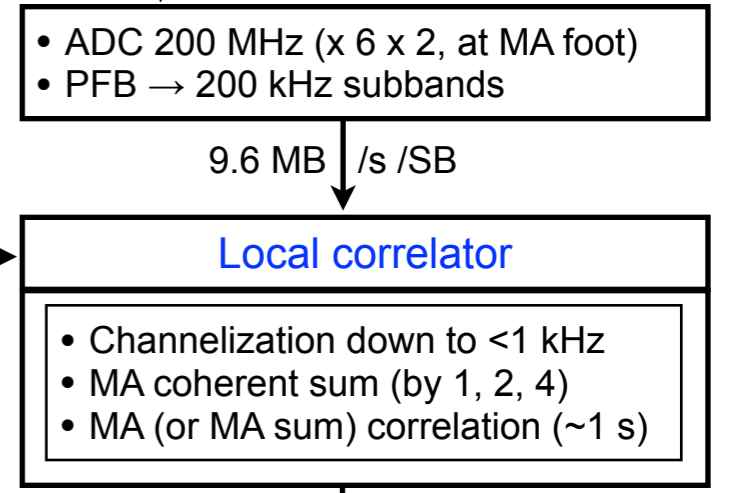 • ADC 200 MHz (x 6 x 2, at MA foot)
• PFB → 200 kHz subbands
9.6 MB /s /SB
Local correlator
• Channelization down to <1 kHz
• MA coherent sum (by 1, 2, 4)
• MA (or MA sum) correlation (~1 s)